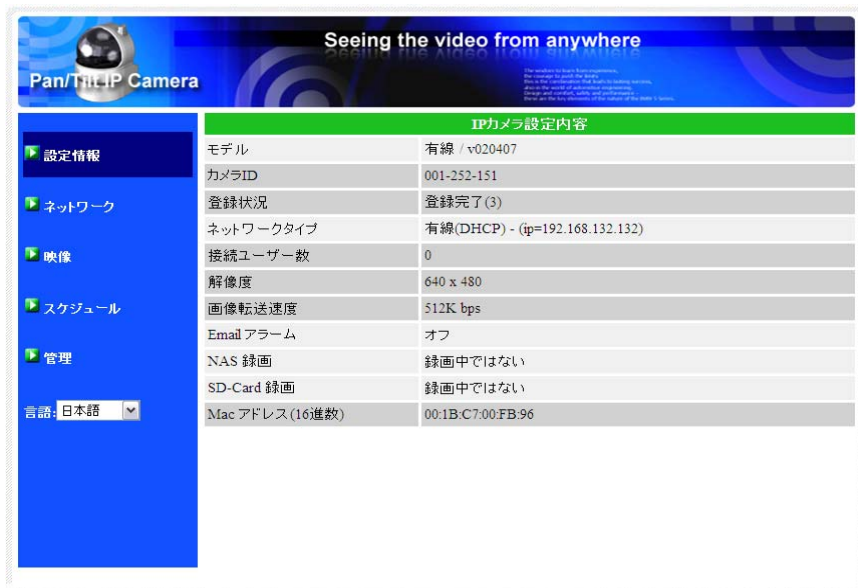 Seeing the video from anywhere
Pan/Tilt IP Camera
設定情報
ネットワーク
映像
スケジュール
管理
言語: 日本語
IPカメラ設定内容
モデル 有線 / v020407
カメラID 001-252-151
登録状況 登録完了(3)
ネットワークタイプ 有線(DHCP) - (ip=192.168.132.132)
接続ユーザー数 0
解像度 640 x 480
画像転送速度 512K bps
Email アラーム オフ
NAS 録画 録画中ではない
SD-Card 録画 録画中ではない
Mac アドレス(16進数) 00:1B:C7:00:FB:96